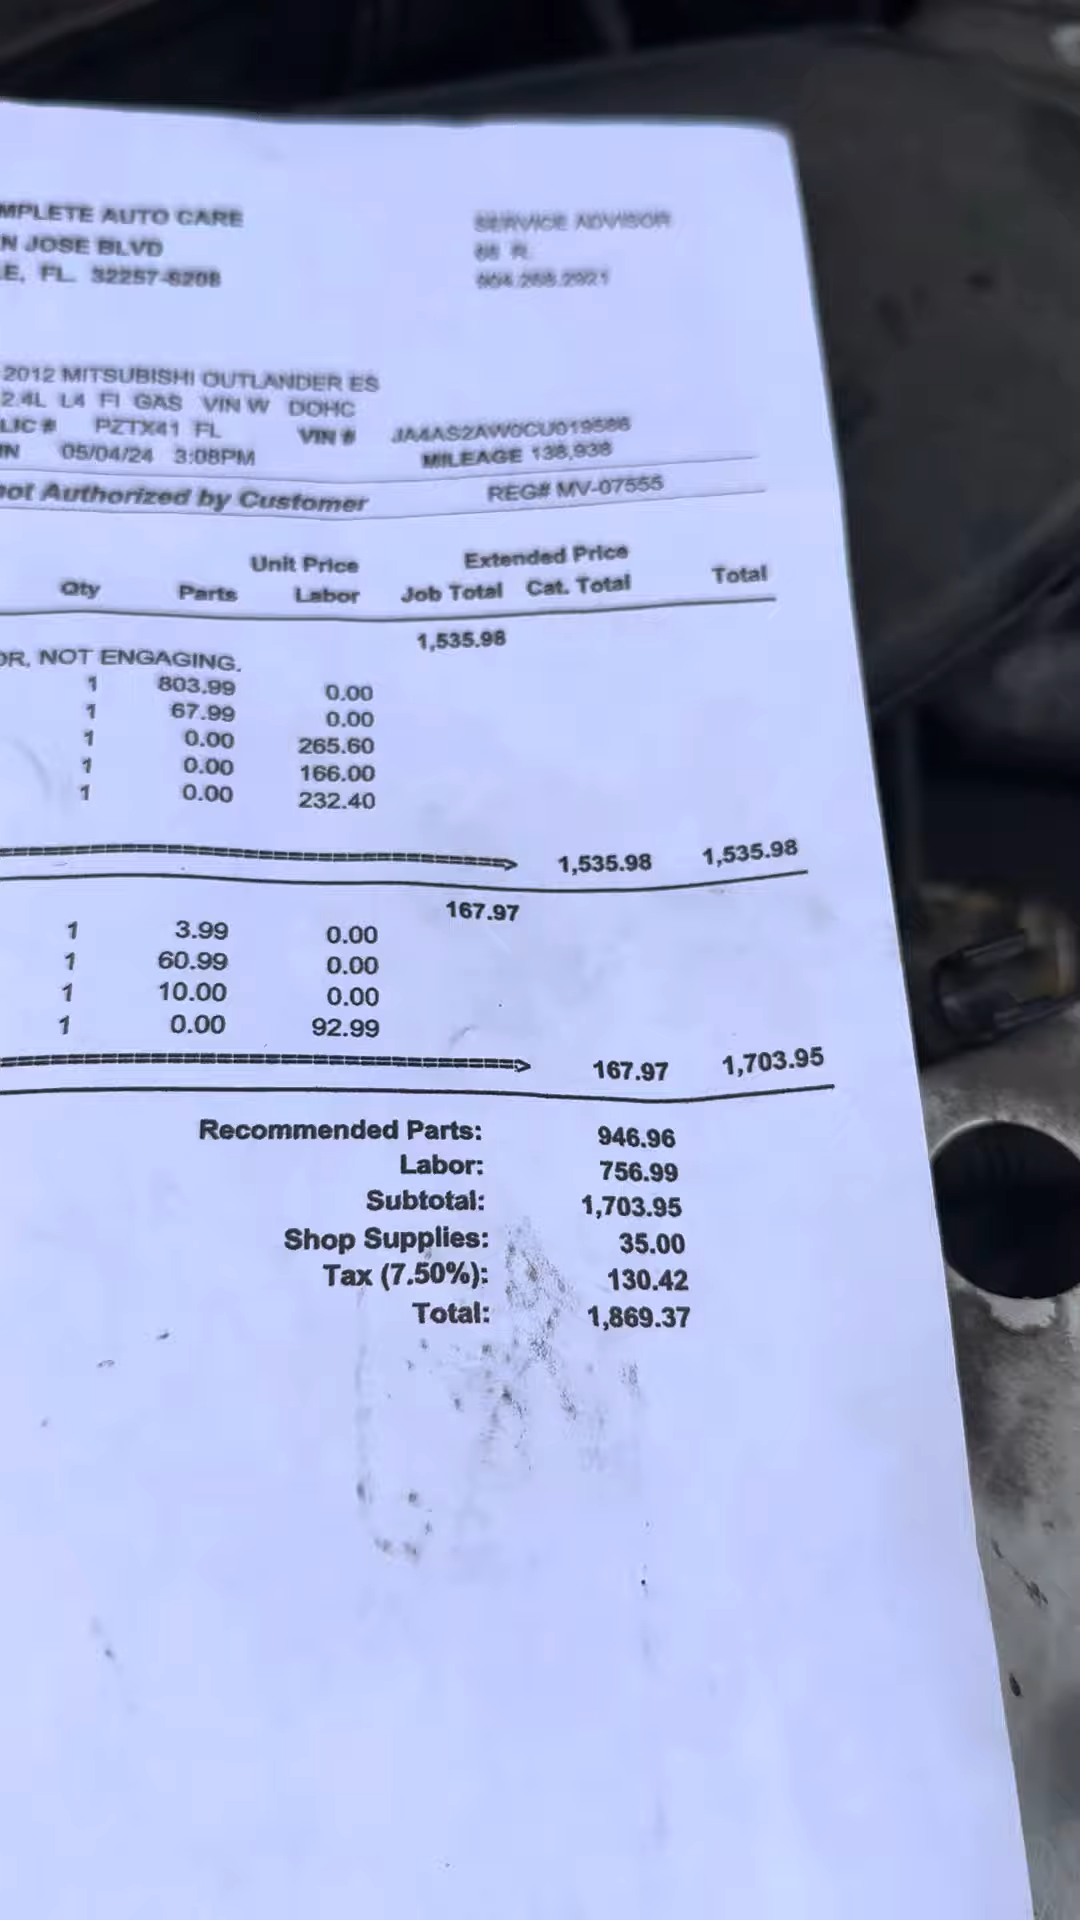 MPLETE AUTO CARE
N JOSE BLVD
E, FL. 32257-6208
SERVICE ADVISOR
R
904.268.2921
2012 MITSUBISHI OUTLANDER ES
2.4L L4 FI GAS VIN W DOHC
LIC # PZTX41 FL VIN # JA4AS2AW0CU019586
IN 05/04/24 3:08PM MILEAGE 138,938
not Authorized by Customer REG# MV-07555
Unit Price Extended Price
Qty Parts Labor Job Total Cat. Total Total
1,535.98
OR, NOT ENGAGING.
1 803.99 0.00
1 67.99 0.00
1 0.00 265.60
1 0.00 166.00
1 0.00 232.40
1,535.98 1,535.98
167.97
1 3.99 0.00
1 60.99 0.00
1 10.00 0.00
1 0.00 92.99
167.97 1,703.95
Recommended Parts: 946.96
Labor: 756.99
Subtotal: 1,703.95
Shop Supplies: 35.00
Tax (7.50%): 130.42
Total: 1,869.37